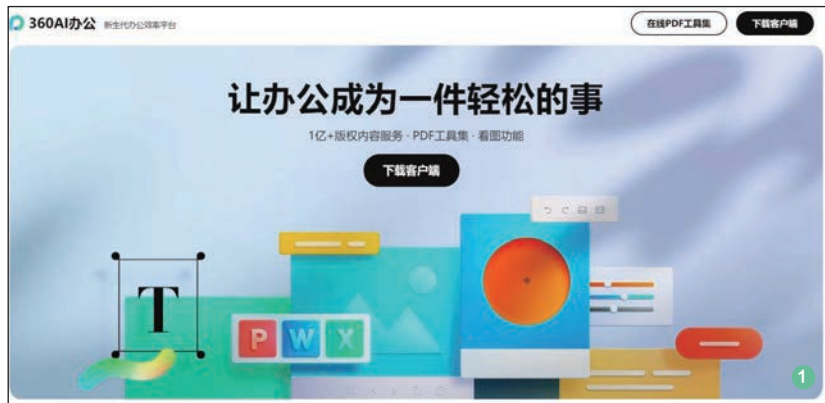 360AI办公 新生代办公效率平台
在线PDF工具集 下载客户端
让办公成为一件轻松的事
1亿+版权内容服务 · PDF工具集 · 看图功能
下载客户端
T
P W X
1